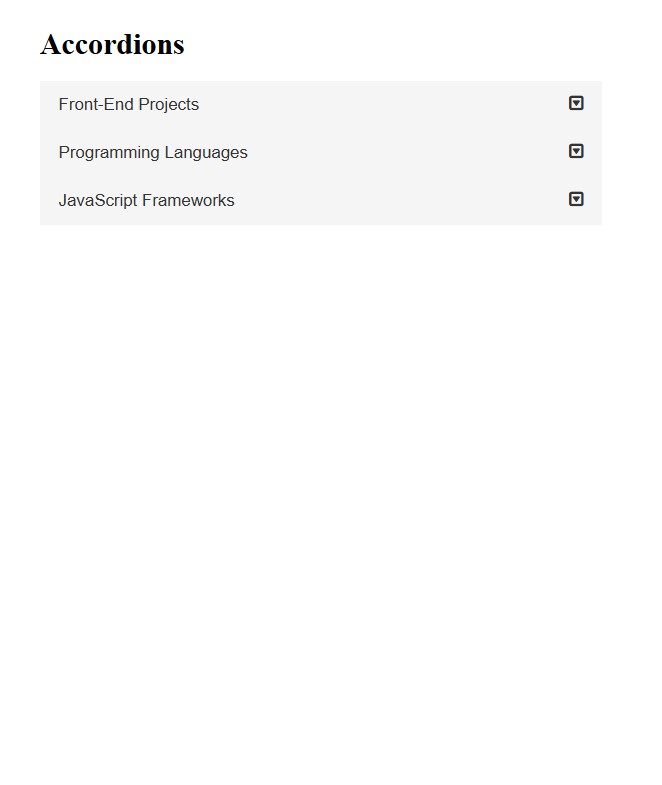 Accordions
Front-End Projects
Programming Languages
JavaScript Frameworks